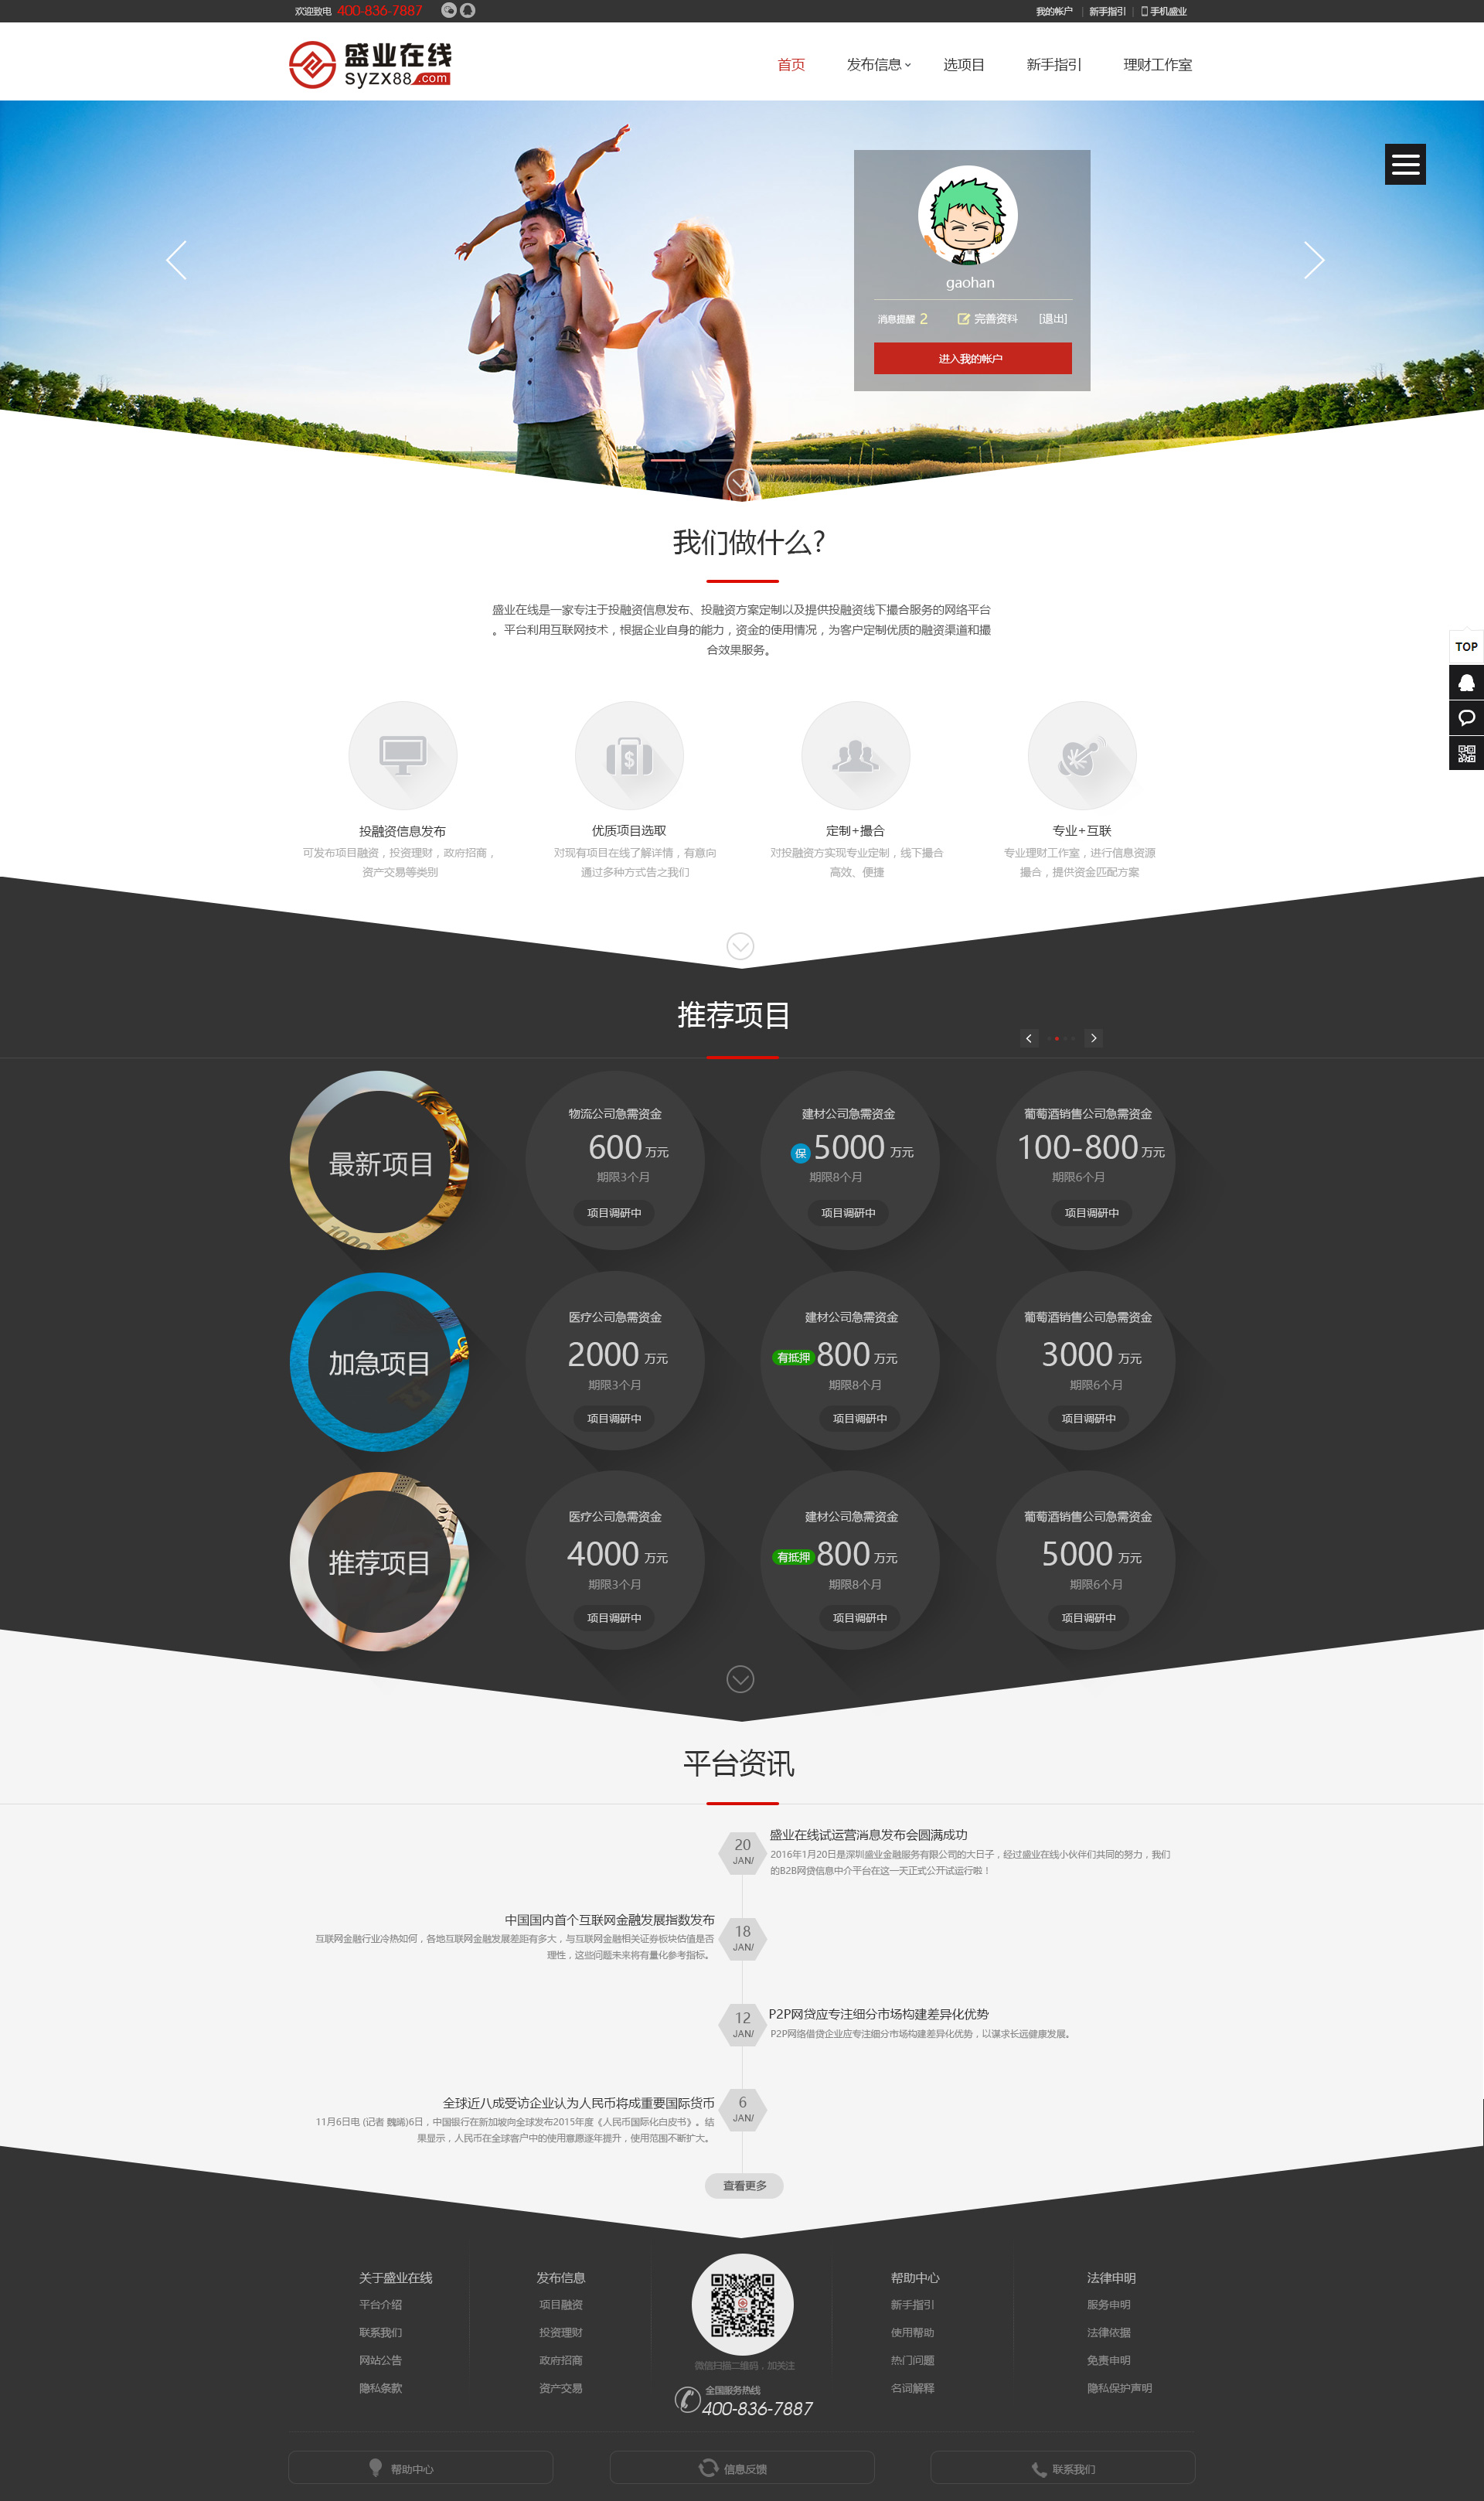 欢迎致电 400-836-7887
我的帐户 | 新手指引 | 手机盛业
盛业在线
syzx88.com
首页 发布信息 选项目 新手指引 理财工作室
gaohan
消息提醒 2 完善资料 [退出]
进入我的帐户
我们做什么?
盛业在线是一家专注于投融资信息发布、投融资方案定制以及提供投融资线下撮合服务的网络平台
。平台利用互联网技术，根据企业自身的能力，资金的使用情况，为客户定制优质的融资渠道和撮
合效果服务。
TOP
投融资信息发布 优质项目选取 定制+撮合 专业+互联
可发布项目融资，投资理财，政府招商， 对现有项目在线了解详情，有意向 对投融资方实现专业定制，线下撮合 专业理财工作室，进行信息资源
资产交易等类别 通过多种方式告之我们 高效、便捷 撮合，提供资金匹配方案
推荐项目
最新项目
物流公司急需资金
600 万元
期限3个月
项目调研中
建材公司急需资金
保 5000 万元
期限8个月
项目调研中
葡萄酒销售公司急需资金
100-800 万元
期限6个月
项目调研中
加急项目
医疗公司急需资金
2000 万元
期限3个月
项目调研中
建材公司急需资金
有抵押 800 万元
期限8个月
项目调研中
葡萄酒销售公司急需资金
3000 万元
期限6个月
项目调研中
推荐项目
医疗公司急需资金
4000 万元
期限3个月
项目调研中
建材公司急需资金
有抵押 800 万元
期限8个月
项目调研中
葡萄酒销售公司急需资金
5000 万元
期限6个月
项目调研中
平台资讯
20
JAN/
盛业在线试运营消息发布会圆满成功
2016年1月20日是深圳盛业金融服务有限公司的大日子，经过盛业在线小伙伴们共同的努力，我们
的B2B网贷信息中介平台在这一天正式公开试运行啦！
18
JAN/
中国国内首个互联网金融发展指数发布
互联网金融行业冷热如何，各地互联网金融发展差距有多大，与互联网金融相关证券板块估值是否
理性，这些问题未来将有量化参考指标。
12
JAN/
P2P网贷应专注细分市场构建差异化优势
P2P网络借贷企业应专注细分市场构建差异化优势，以谋求长远健康发展。
6
JAN/
全球近八成受访企业认为人民币将成重要国际货币
11月6日电 (记者 魏晞)6日，中国银行在新加坡向全球发布2015年度《人民币国际化白皮书》。结
果显示，人民币在全球客户中的使用意愿逐年提升，使用范围不断扩大。
查看更多
关于盛业在线
平台介绍
联系我们
网站公告
隐私条款
发布信息
项目融资
投资理财
政府招商
资产交易
微信扫描二维码，加关注
全国服务热线
400-836-7887
帮助中心
新手指引
使用帮助
热门问题
名词解释
法律申明
服务申明
法律依据
免责申明
隐私保护声明
帮助中心 信息反馈 联系我们